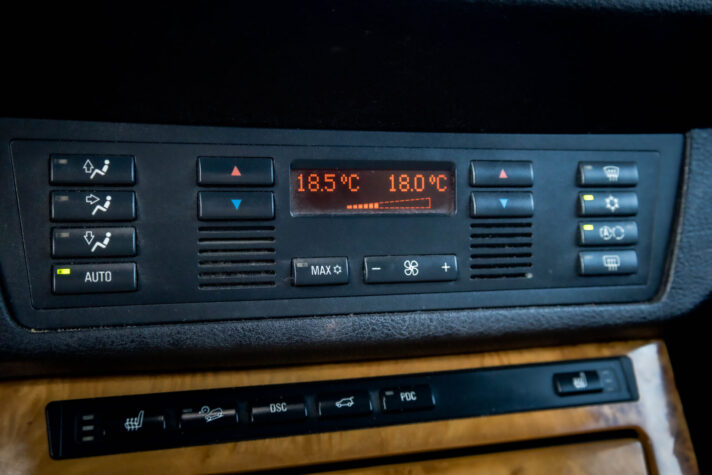 18.5°C 18.0°C
AUTO
MAX
A
DSC
PDC